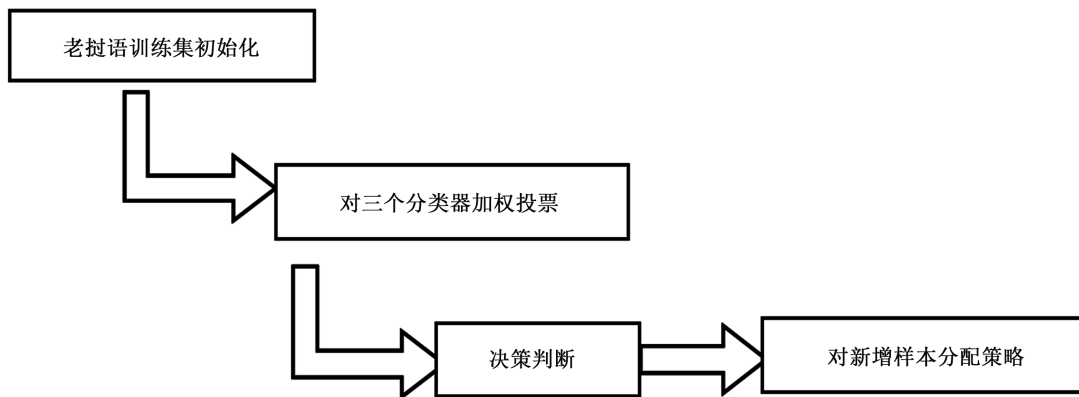 老挝语训练集初始化
对三个分类器加权投票
决策判断
对新增样本分配策略